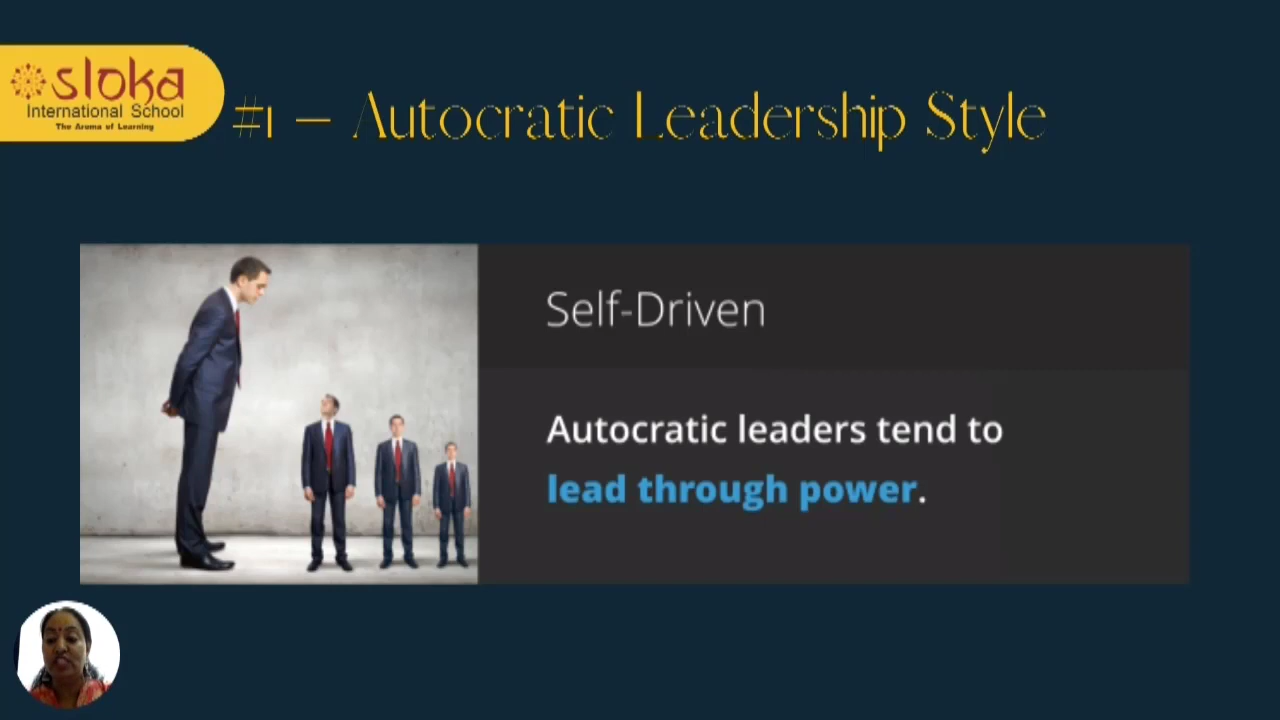 sloka
International School
The Aroma of Learning
#1 – Autocratic Leadership Style
Self-Driven
Autocratic leaders tend to
lead through power.